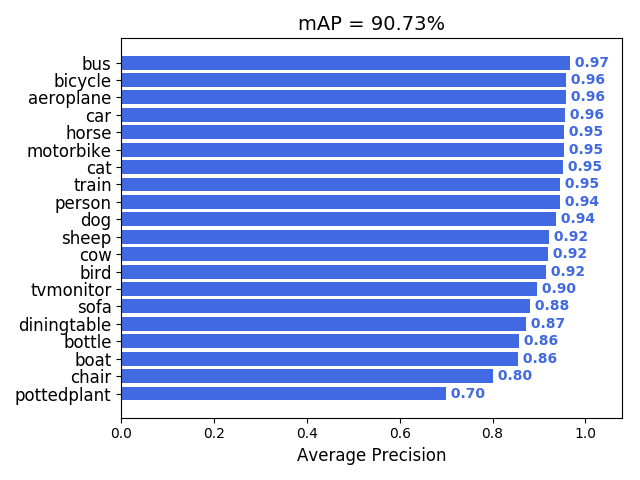 mAP = 90.73%
bus 0.97
bicycle 0.96
aeroplane 0.96
car 0.96
horse 0.95
motorbike 0.95
cat 0.95
train 0.95
person 0.94
dog 0.94
sheep 0.92
cow 0.92
bird 0.92
tvmonitor 0.90
sofa 0.88
diningtable 0.87
bottle 0.86
boat 0.86
chair 0.80
pottedplant 0.70
0.0 0.2 0.4 0.6 0.8 1.0
Average Precision